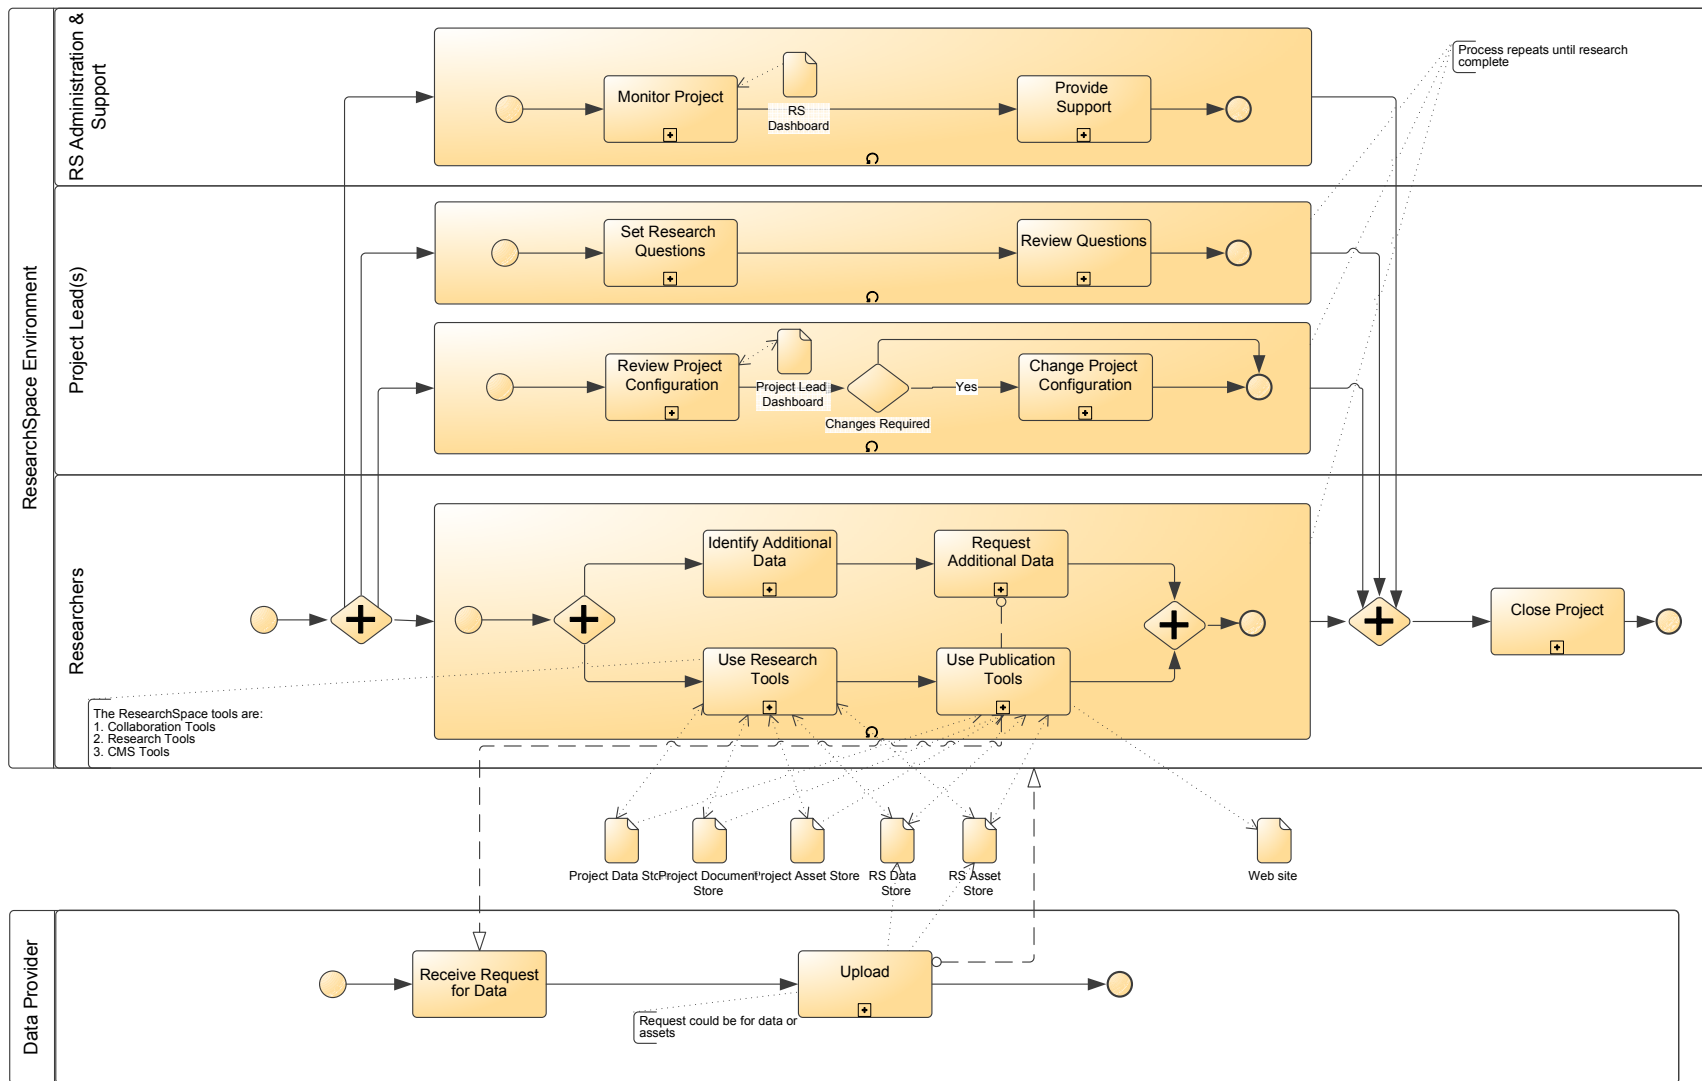 ResearchSpace Environment
RS Administration &
Support
Monitor Project
RS
Dashboard
Provide
Support
Process repeats until research
complete
Project Lead(s)
Set Research
Questions
Review Questions
Review Project
Configuration
Project Lead
Dashboard
Changes Required
Yes
Change Project
Configuration
Researchers
Identify Additional
Data
Request
Additional Data
Use Research
Tools
Use Publication
Tools
Close Project
The ResearchSpace tools are:
1. Collaboration Tools
2. Research Tools
3. CMS Tools
Project Data Sto
Project Document
Store
Project Asset Store
RS Data
Store
RS Asset
Store
Web site
Data Provider
Receive Request
for Data
Upload
Request could be for data or
assets